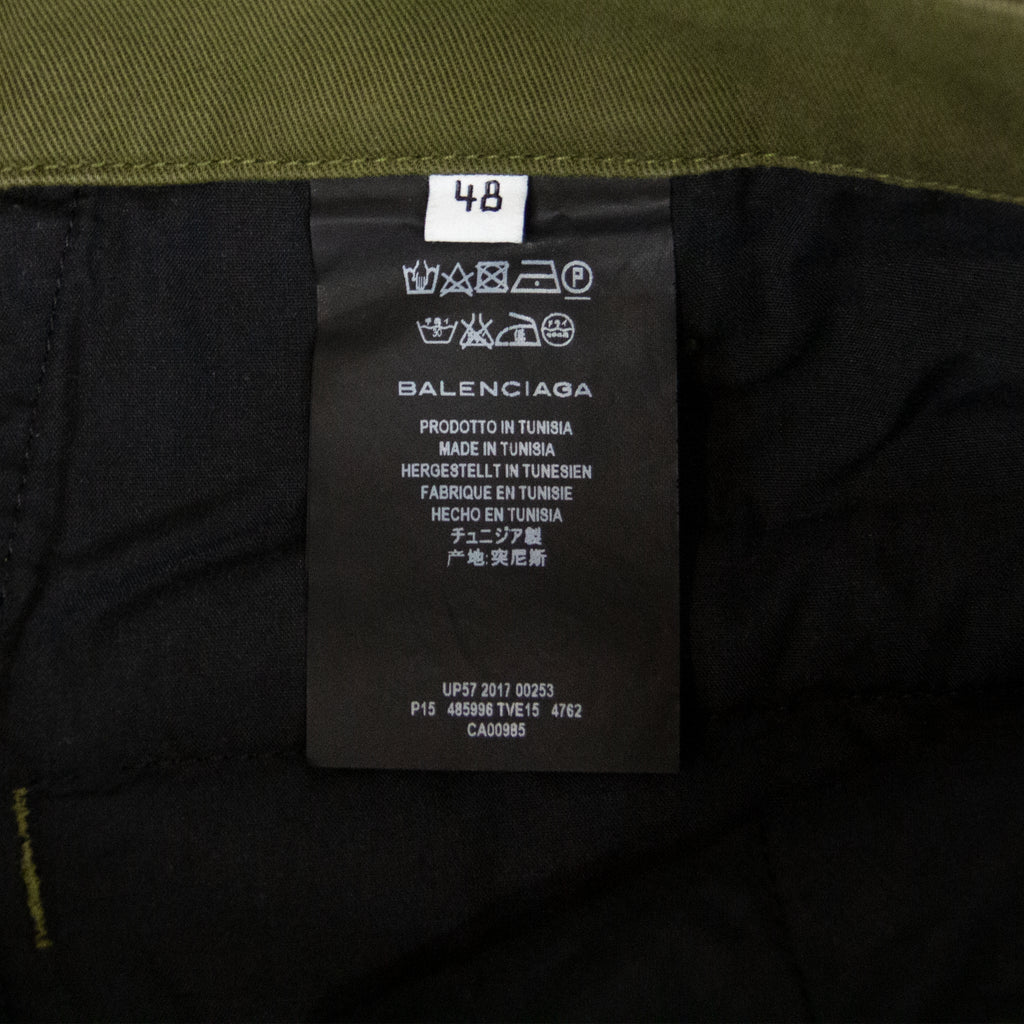 48
P
BALENCIAGA
PRODOTTO IN TUNISIA
MADE IN TUNISIA
HERGESTELLT IN TUNESIEN
FABRIQUE EN TUNISIE
HECHO EN TUNISIA
チュニジア製
产地:突尼斯
UP57 2017 00253
P15 485996 TVE15 4762
CA00985